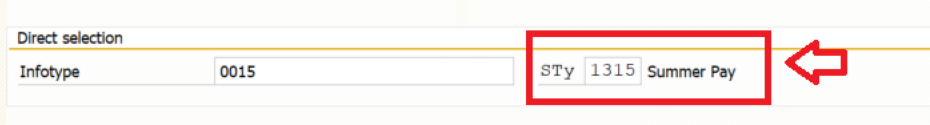 Direct selection
Infotype 0015 STy 1315 Summer Pay